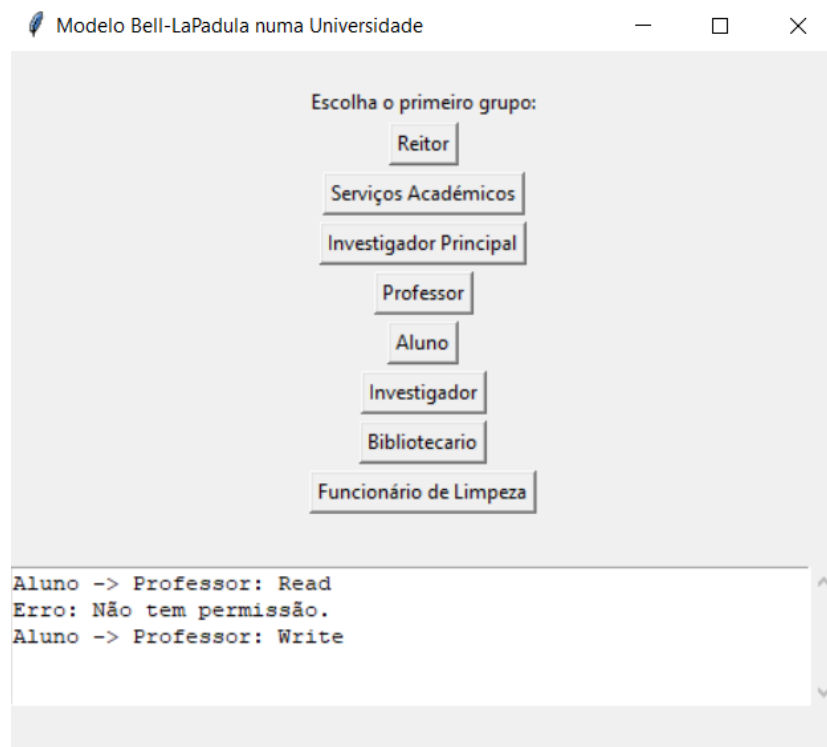 Modelo Bell-LaPadula numa Universidade
Escolha o primeiro grupo:
Reitor
Serviços Académicos
Investigador Principal
Professor
Aluno
Investigador
Bibliotecario
Funcionário de Limpeza
Aluno -> Professor: Read
Erro: Não tem permissão.
Aluno -> Professor: Write